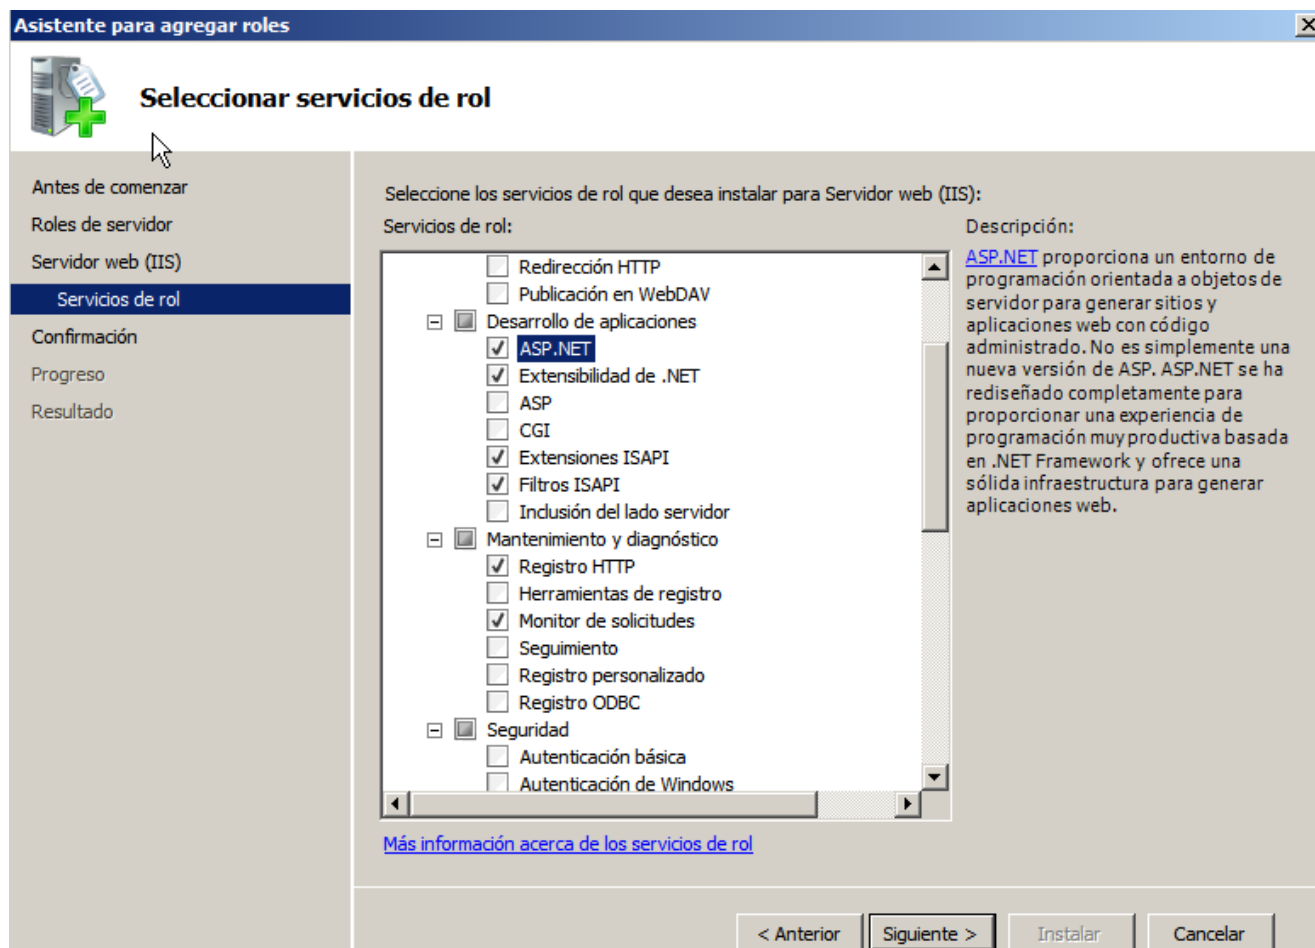 Asistente para agregar roles
Seleccionar servicios de rol
Antes de comenzar
Roles de servidor
Servidor web (IIS)
Servicios de rol
Confirmación
Progreso
Resultado
Seleccione los servicios de rol que desea instalar para Servidor web (IIS):
Servicios de rol:
Redirección HTTP
Publicación en WebDAV
Desarrollo de aplicaciones
ASP.NET
Extensibilidad de .NET
ASP
CGI
Extensiones ISAPI
Filtros ISAPI
Inclusión del lado servidor
Mantenimiento y diagnóstico
Registro HTTP
Herramientas de registro
Monitor de solicitudes
Seguimiento
Registro personalizado
Registro ODBC
Seguridad
Autenticación básica
Autenticación de Windows
Más información acerca de los servicios de rol
Descripción:
ASP.NET proporciona un entorno de
programación orientada a objetos de
servidor para generar sitios y
aplicaciones web con código
administrado. No es simplemente una
nueva versión de ASP. ASP.NET se ha
rediseñado completamente para
proporcionar una experiencia de
programación muy productiva basada
en .NET Framework y ofrece una
sólida infraestructura para generar
aplicaciones web.
< Anterior
Siguiente >
Instalar
Cancelar